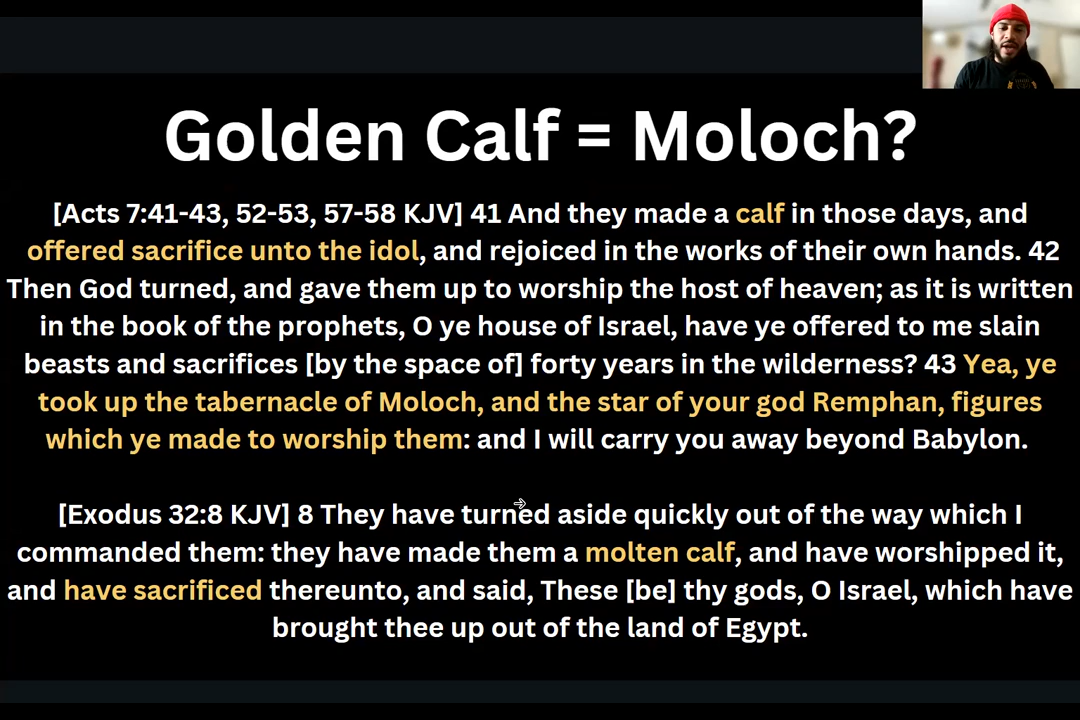 Golden Calf = Moloch?
[Acts 7:41-43, 52-53, 57-58 KJV] 41 And they made a calf in those days, and
offered sacrifice unto the idol, and rejoiced in the works of their own hands. 42
Then God turned, and gave them up to worship the host of heaven; as it is written
in the book of the prophets, O ye house of Israel, have ye offered to me slain
beasts and sacrifices [by the space of] forty years in the wilderness? 43 Yea, ye
took up the tabernacle of Moloch, and the star of your god Remphan, figures
which ye made to worship them: and I will carry you away beyond Babylon.
[Exodus 32:8 KJV] 8 They have turned aside quickly out of the way which I
commanded them: they have made them a molten calf, and have worshipped it,
and have sacrificed thereunto, and said, These [be] thy gods, O Israel, which have
brought thee up out of the land of Egypt.